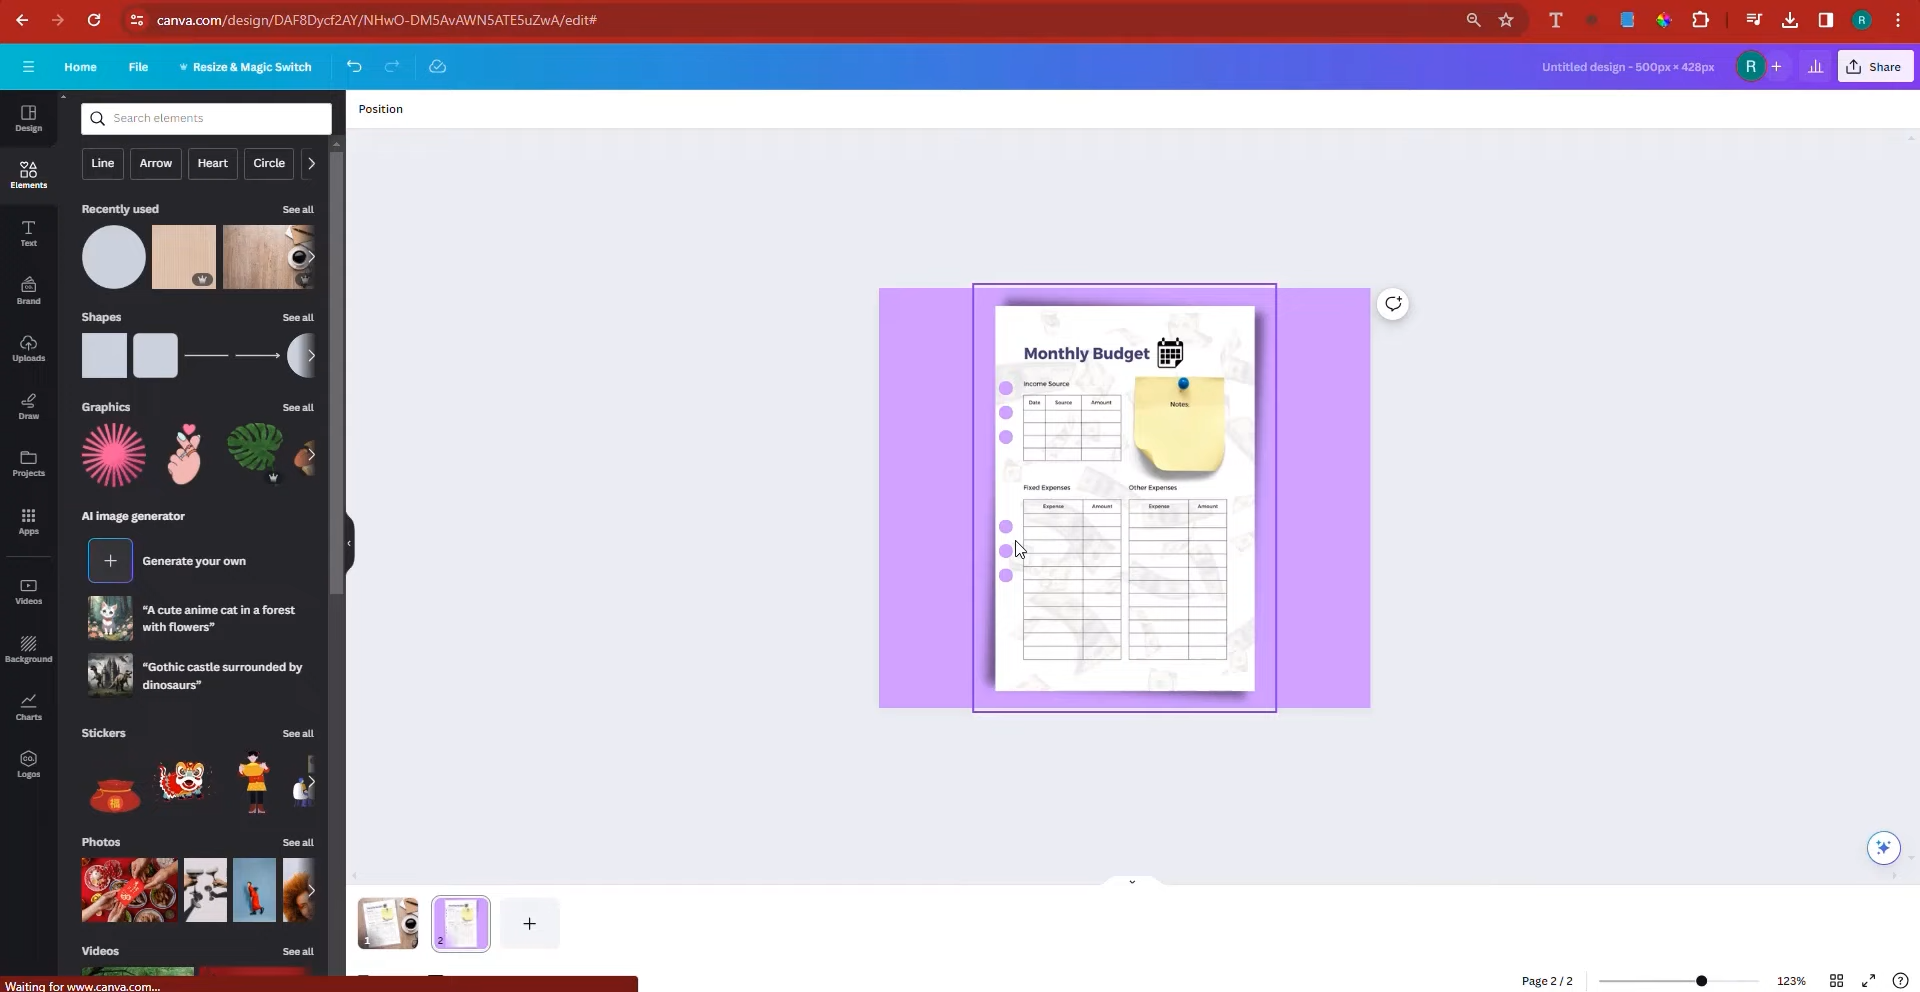 canva.com/design/DAF8Dycf2AY/NHwO-DM5AvAWN5ATE5uZwA/edit#
R
Home File Resize & Magic Switch
Untitled design - 500px × 428px
R
Share
Design
Elements
Text
Brand
Uploads
Draw
Projects
Apps
Videos
Background
Charts
Logos
Search elements
Line Arrow Heart Circle
Recently used See all
Shapes See all
Graphics See all
AI image generator
Generate your own
“A cute anime cat in a forest
with flowers”
“Gothic castle surrounded by
dinosaurs”
Stickers See all
福
Photos See all
Videos See all
Position
Monthly Budget
Income Source
Date Source Amount
Notes:
Fixed Expenses Other Expenses
Expense Amount Expense Amount
1 2
Waiting for www.canva.com...
Page 2 / 2
123%